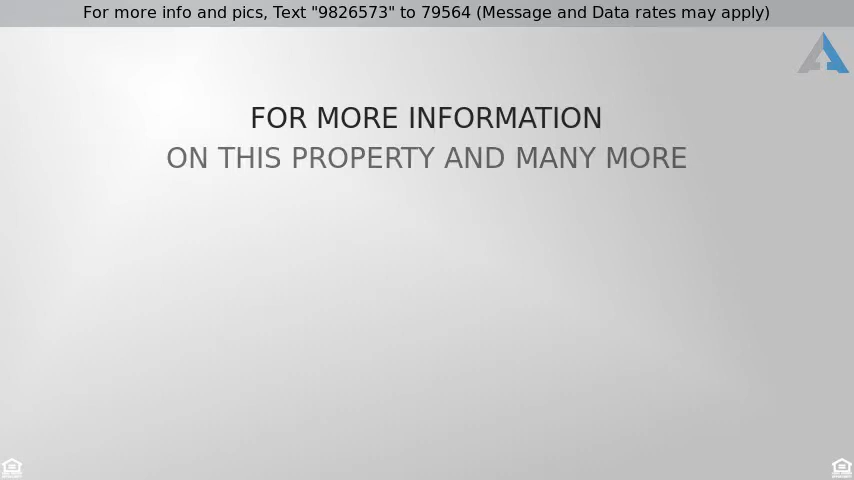 For more info and pics, Text "9826573" to 79564 (Message and Data rates may apply)
FOR MORE INFORMATION
ON THIS PROPERTY AND MANY MORE